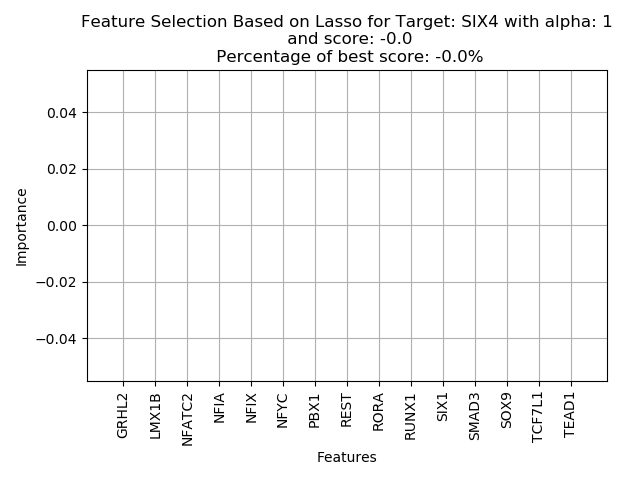 Feature Selection Based on Lasso for Target: SIX4 with alpha: 1
and score: -0.0
Percentage of best score: -0.0%
Importance
0.04
0.02
0.00
−0.02
−0.04
GRHL2
LMX1B
NFATC2
NFIA
NFIX
NFYC
PBX1
REST
RORA
RUNX1
SIX1
SMAD3
SOX9
TCF7L1
TEAD1
Features